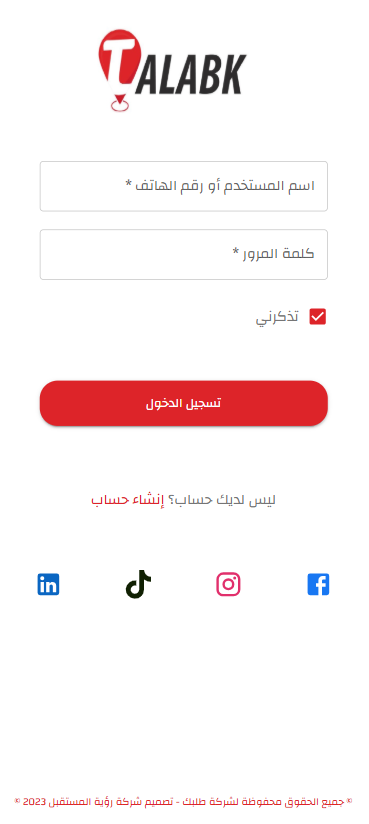 TALABK
اسم المستخدم أو رقم الهاتف *
كلمة المرور *
تذكرني
تسجيل الدخول
ليس لديك حساب؟ إنشاء حساب
© جميع الحقوق محفوظة لشركة طلبك - تصميم شركة رؤية المستقبل 2023 ©